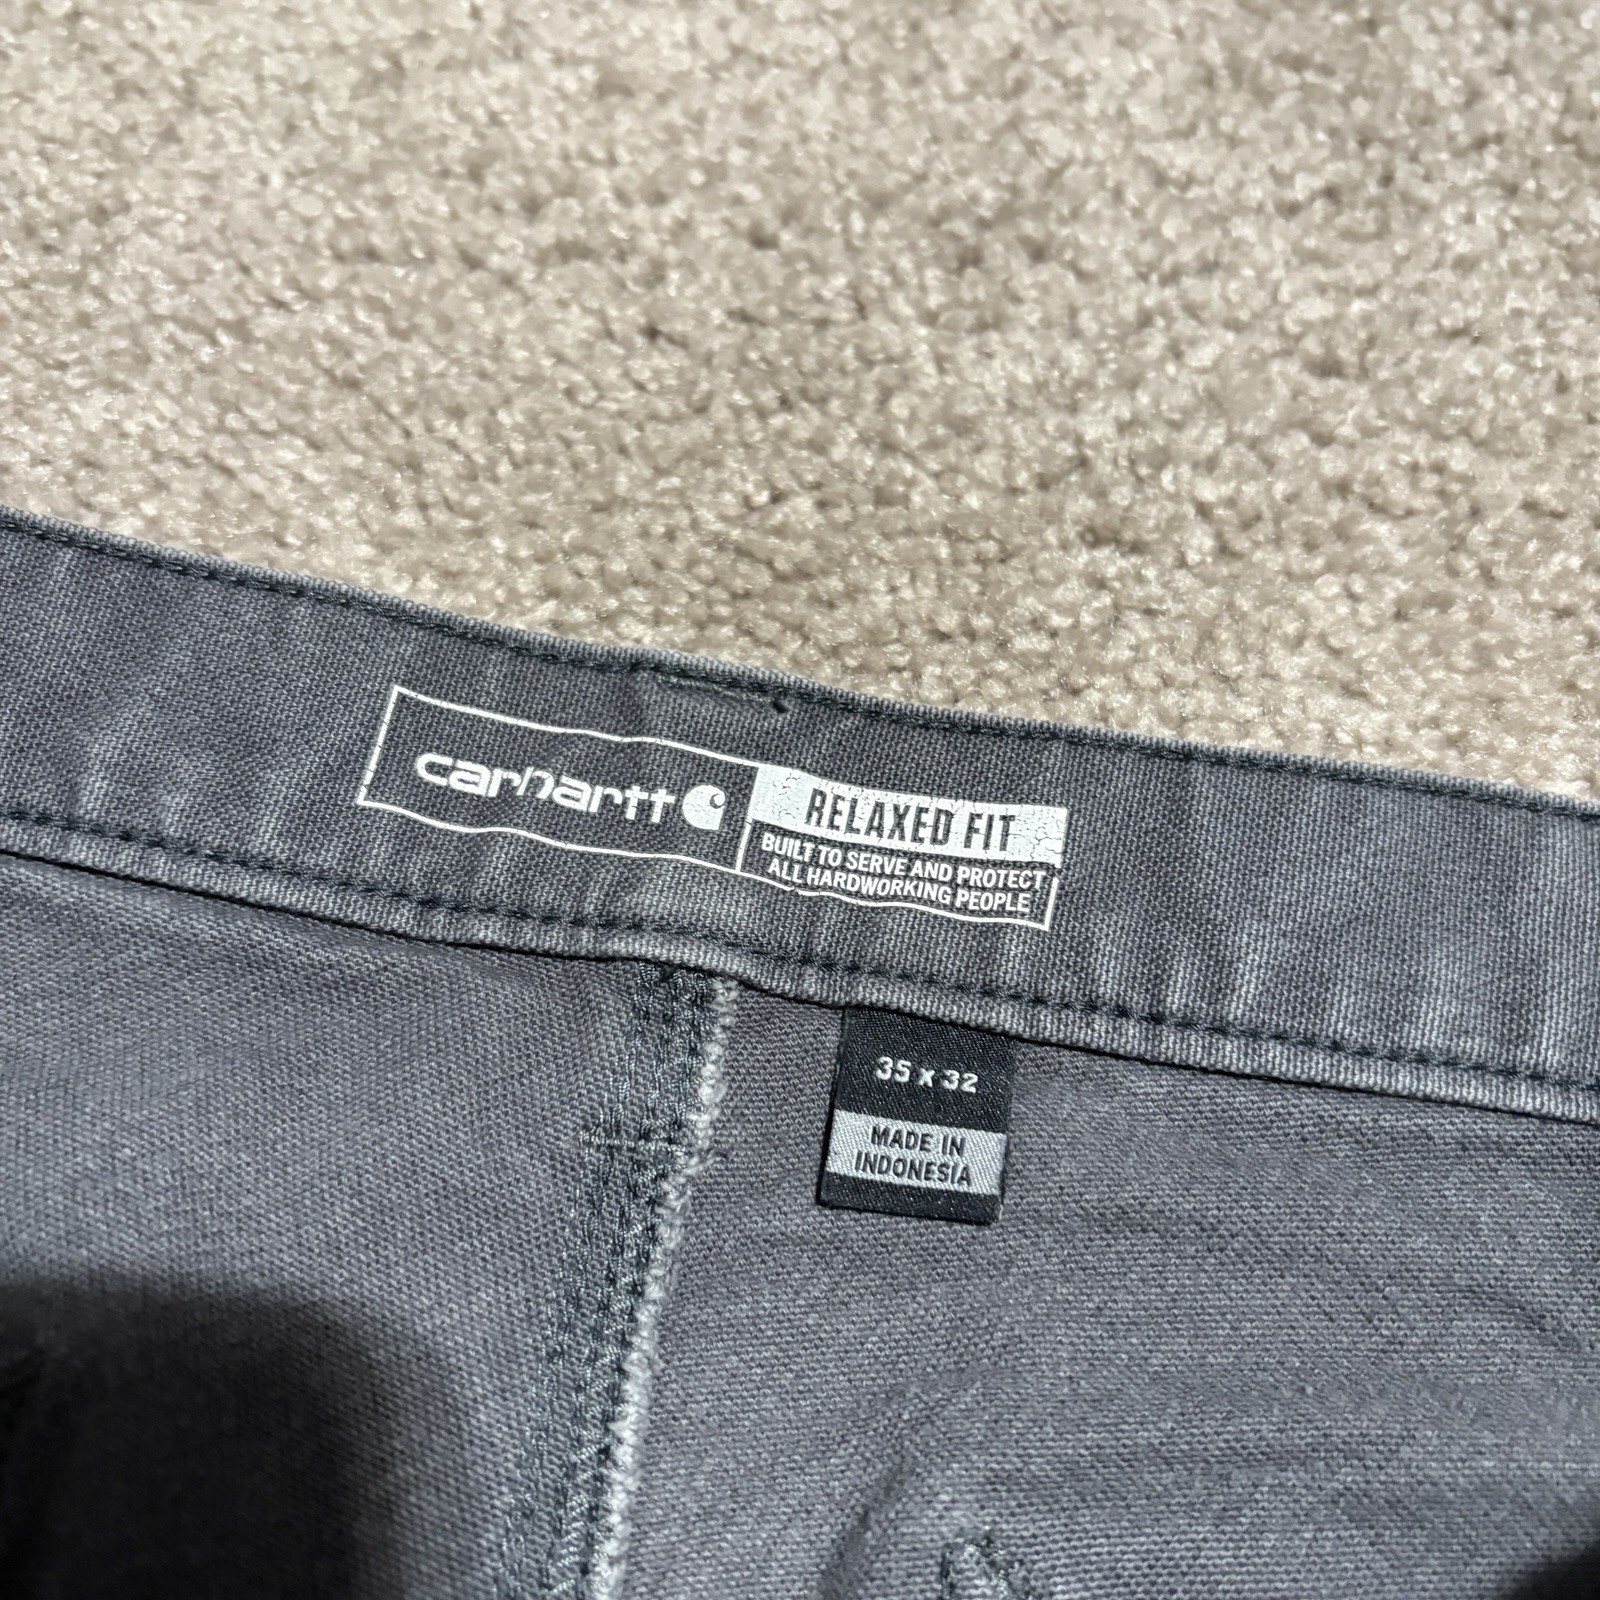 carhartt
RELAXED FIT
BUILT TO SERVE AND PROTECT
ALL HARDWORKING PEOPLE
35 x 32
MADE IN
INDONESIA